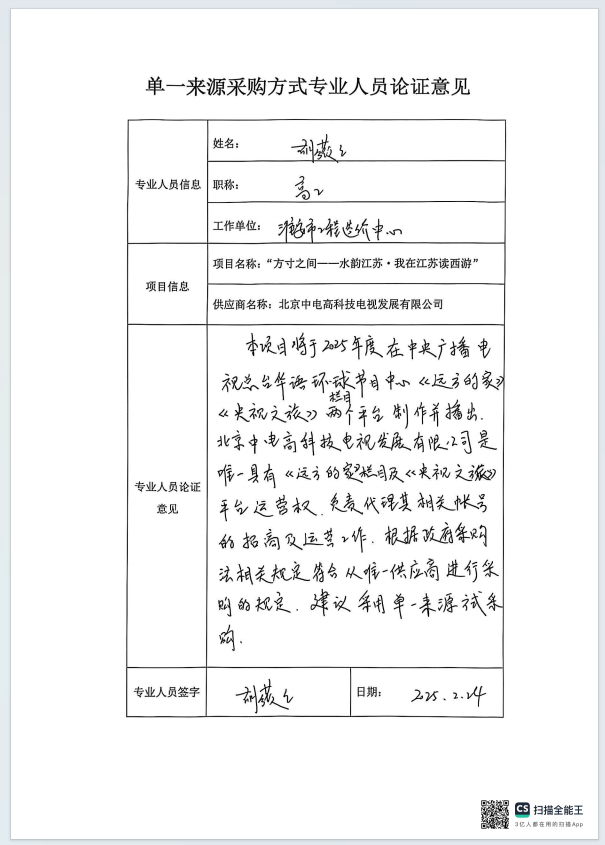 单一来源采购方式专业人员论证意见
专业人员信息
姓名：
职称：
高工
工作单位：
市工程造价中心
项目信息
项目名称：“方寸之间——水韵江苏·我在江苏读西游”
供应商名称：北京中电高科技电视发展有限公司
专业人员论证
意见
本项目将于2025年度在中央广播电
视总台华语环球节目中心《远方的家》
栏目
《央视文旅》两个平台制作并播出.
北京中电高科技电视发展有限公司是
唯一具有《远方的家》栏目及《央视文旅》
平台运营权.负责代理其相关帐号
的招商及运营工作.根据政府采购
法相关规定符合从唯一供应商进行采
购的规定.建议采用单一来源试采
购.
专业人员签字
日期：
2025.2.24
CS 扫描全能王
3亿人都在用的扫描App